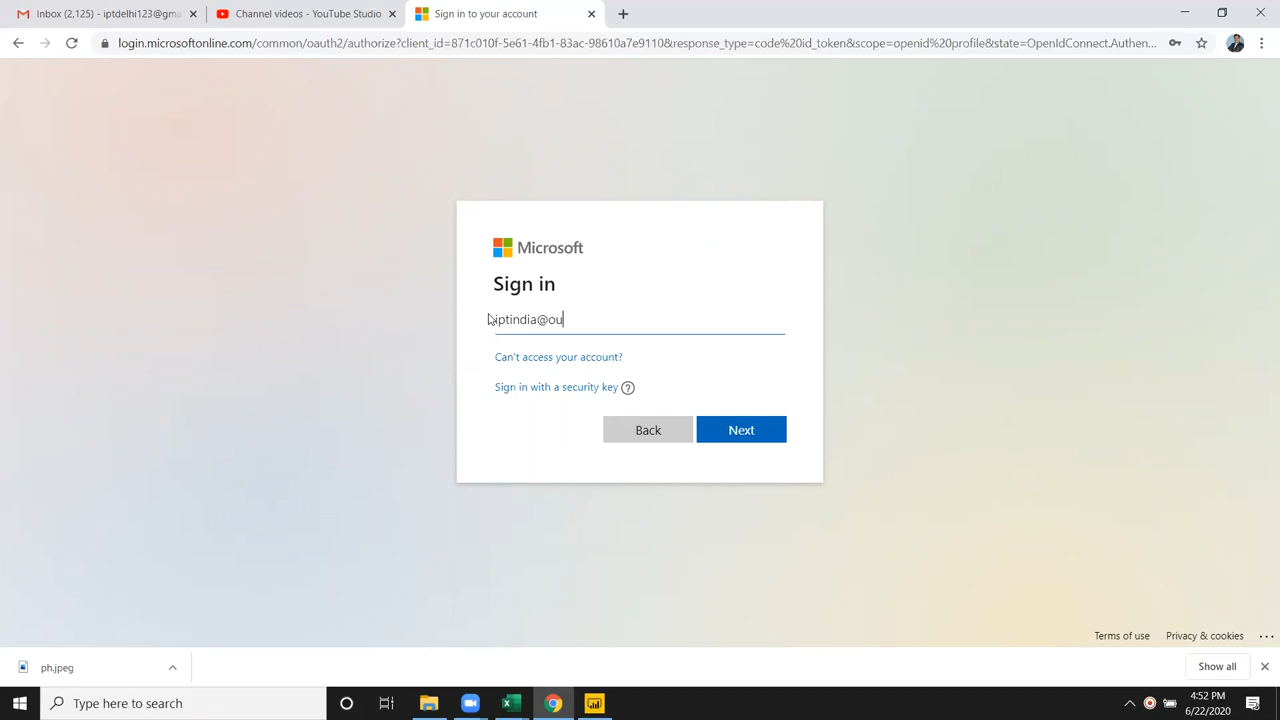 Inbox (2,125) - iptdelhi123@gma
Channel videos - YouTube Studio
Sign in to your account
login.microsoftonline.com/common/oauth2/authorize?client_id=871c010f-5e61-4fb1-83ac-98610a7e9110&response_type=code%20id_token&scope=openid%20profile&state=OpenIdConnect.Authen...
Microsoft
Sign in
iptindia@ou
Can't access your account?
Sign in with a security key ?
Back
Next
Terms of use
Privacy & cookies
...
ph.jpeg
Show all
Type here to search
4:52 PM
6/22/2020